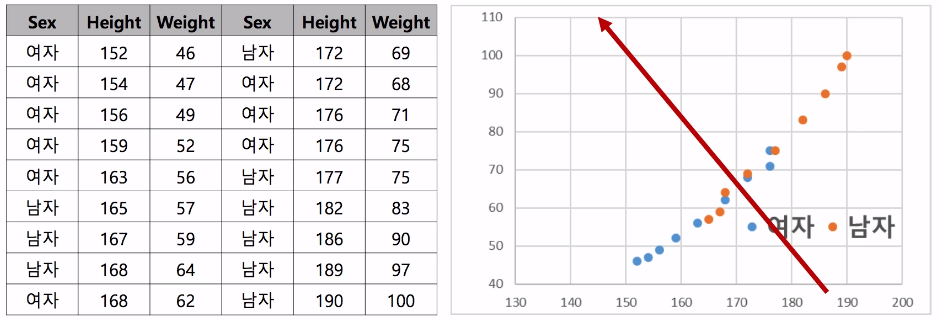 Sex Height Weight Sex Height Weight
여자 152 46 남자 172 69
여자 154 47 여자 172 68
여자 156 49 여자 176 71
여자 159 52 여자 176 75
여자 163 56 남자 177 75
남자 165 57 남자 182 83
남자 167 59 남자 186 90
남자 168 64 남자 189 97
여자 168 62 남자 190 100
110
100
90
80
70
60
50
40
여자 남자
130 140 150 160 170 180 190 200